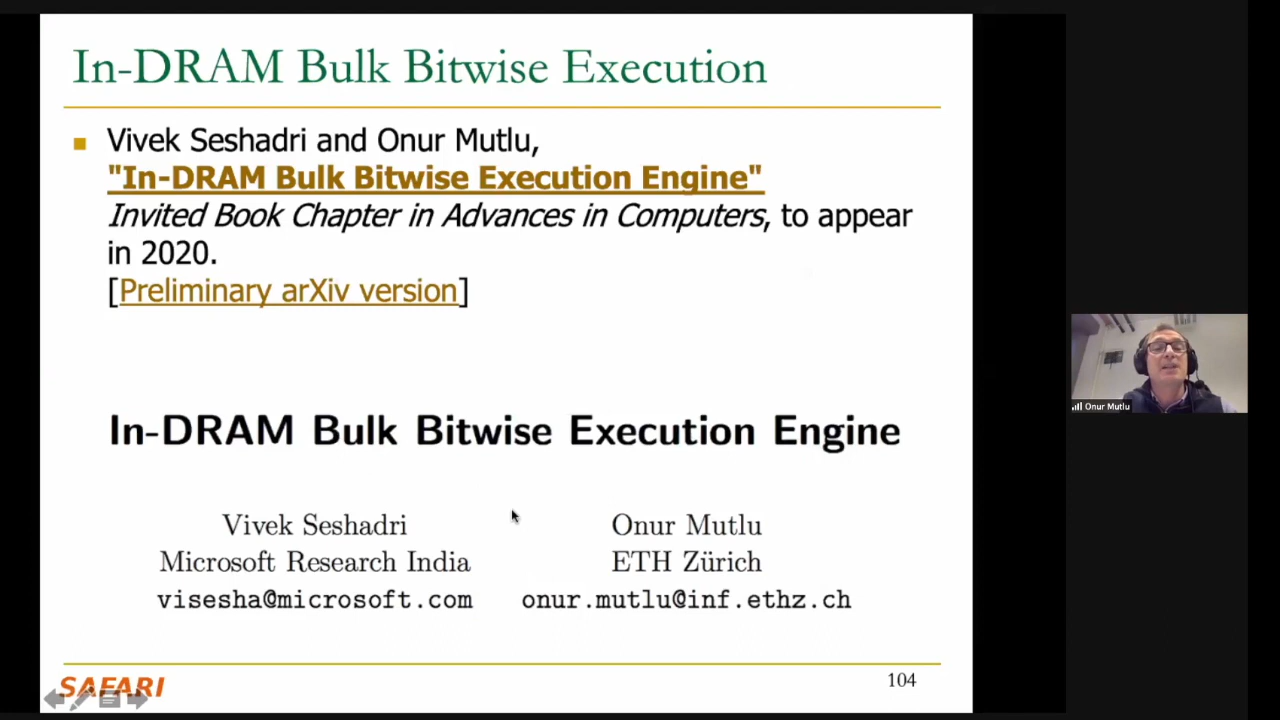 In-DRAM Bulk Bitwise Execution
Vivek Seshadri and Onur Mutlu,
"In-DRAM Bulk Bitwise Execution Engine"
Invited Book Chapter in Advances in Computers, to appear
in 2020.
[Preliminary arXiv version]
In-DRAM Bulk Bitwise Execution Engine
Vivek Seshadri
Microsoft Research India
visesha@microsoft.com
Onur Mutlu
ETH Zürich
onur.mutlu@inf.ethz.ch
SAFARI
104
Onur Mutlu